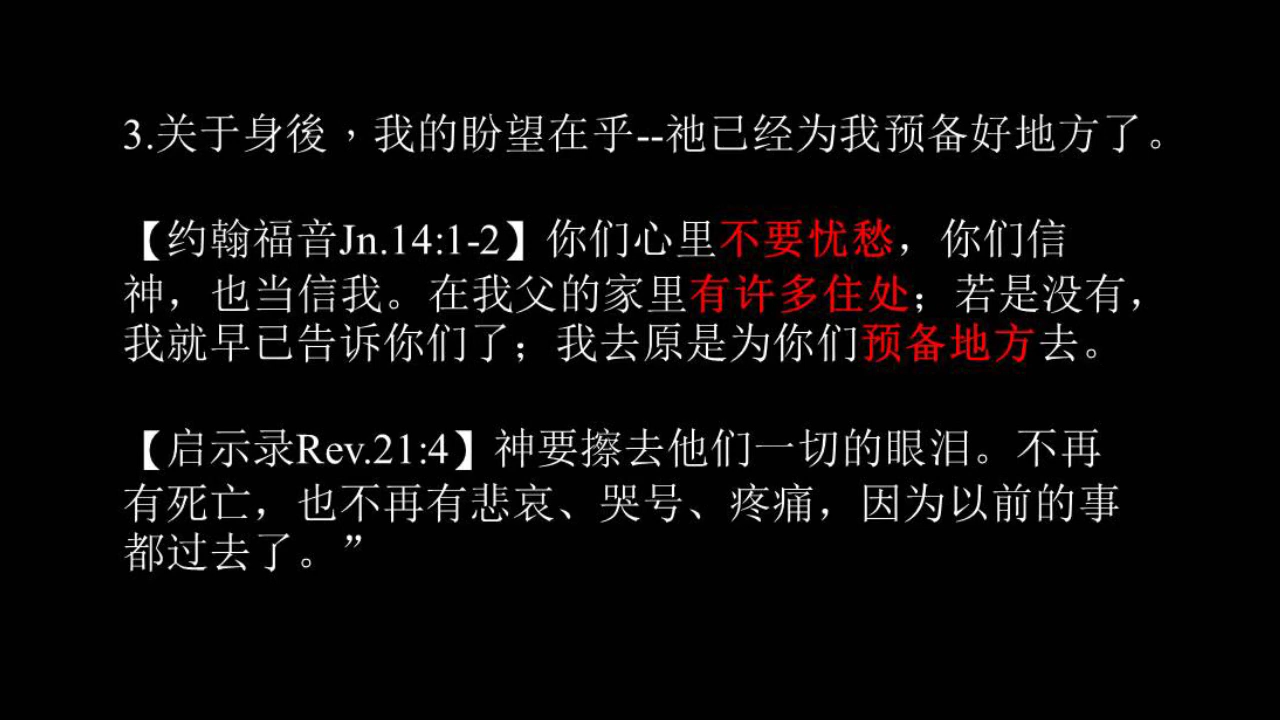 3.关于身後，我的盼望在乎--祂已经为我预备好地方了。
【约翰福音Jn.14:1-2】你们心里不要忧愁，你们信
神，也当信我。在我父的家里有许多住处；若是没有，
我就早已告诉你们了；我去原是为你们预备地方去。
【启示录Rev.21:4】神要擦去他们一切的眼泪。不再
有死亡，也不再有悲哀、哭号、疼痛，因为以前的事
都过去了。”